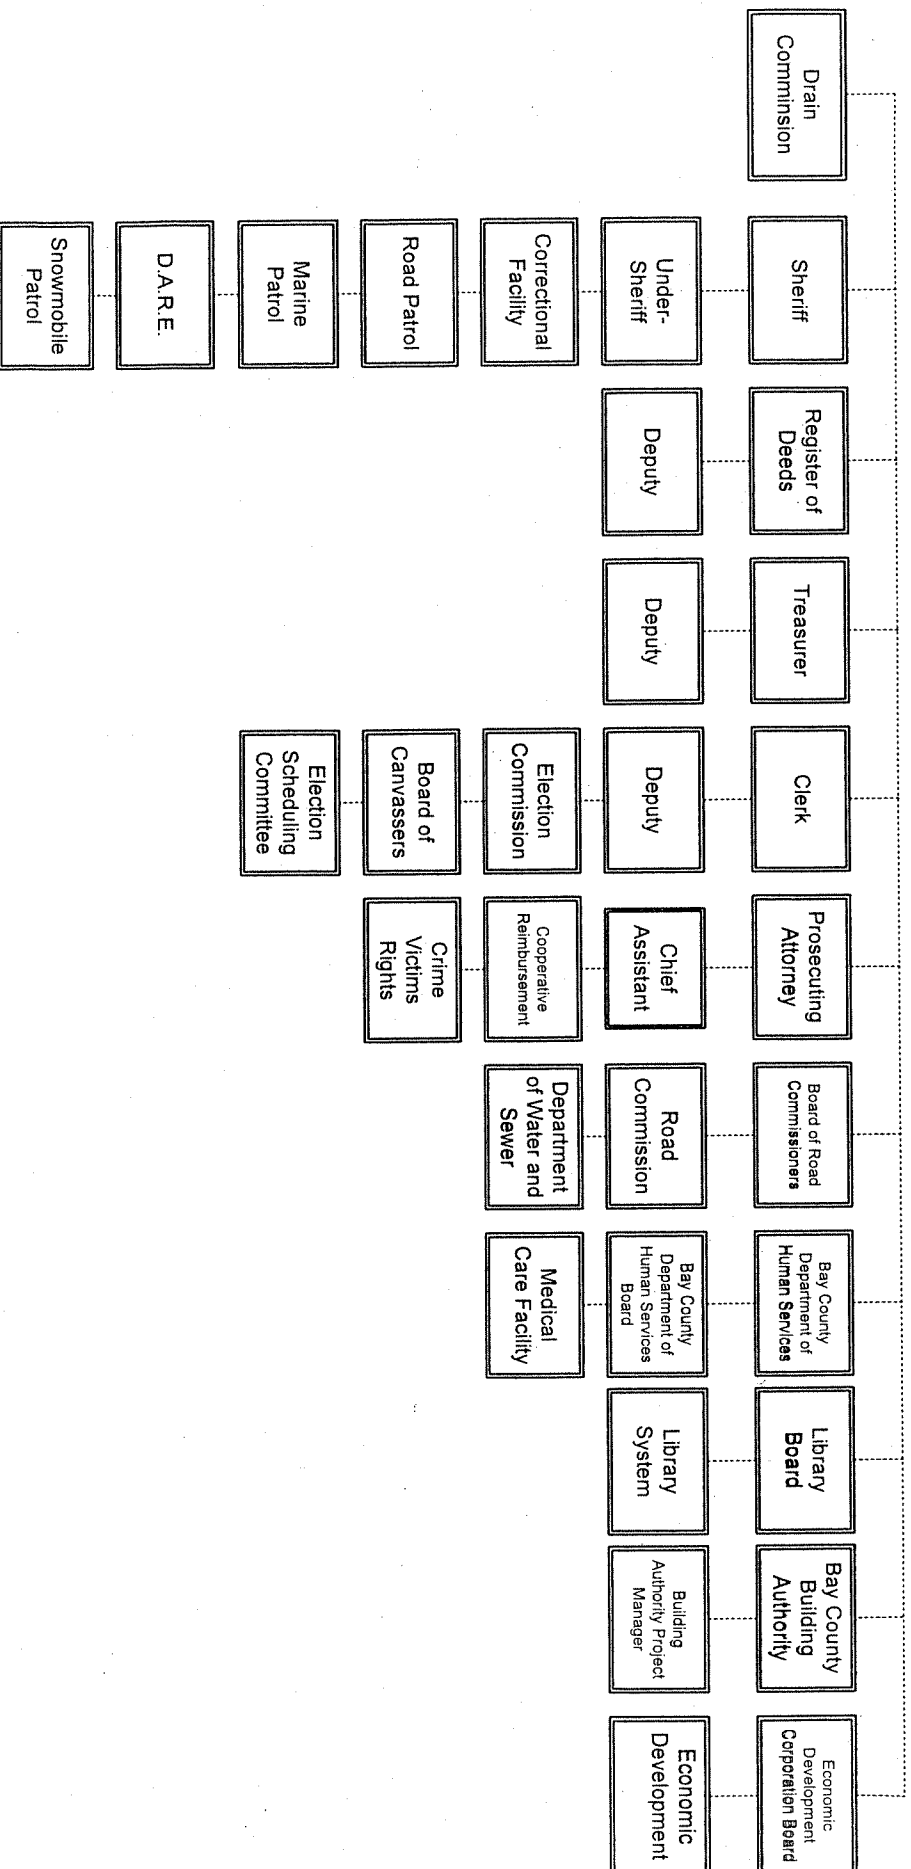 Drain
Comminsion
Sheriff
Register of
Deeds
Treasurer
Clerk
Prosecuting
Attorney
Board of Road
Commissioners
Bay County
Department of
Human Services
Library
Board
Bay County
Building
Authority
Economic
Development
Corporation Board
Under-
Sheriff
Deputy
Deputy
Deputy
Chief
Assistant
Road
Commission
Bay County
Department of
Human Services
Board
Library
System
Building
Authority Project
Manager
Economic
Development
Correctional
Facility
Election
Commission
Cooperative
Reimbursement
Department
of Water and
Sewer
Medical
Care Facility
Road Patrol
Board of
Canvassers
Crime
Victims
Rights
Marine
Patrol
Election
Scheduling
Committee
D.A.R.E.
Snowmobile
Patrol